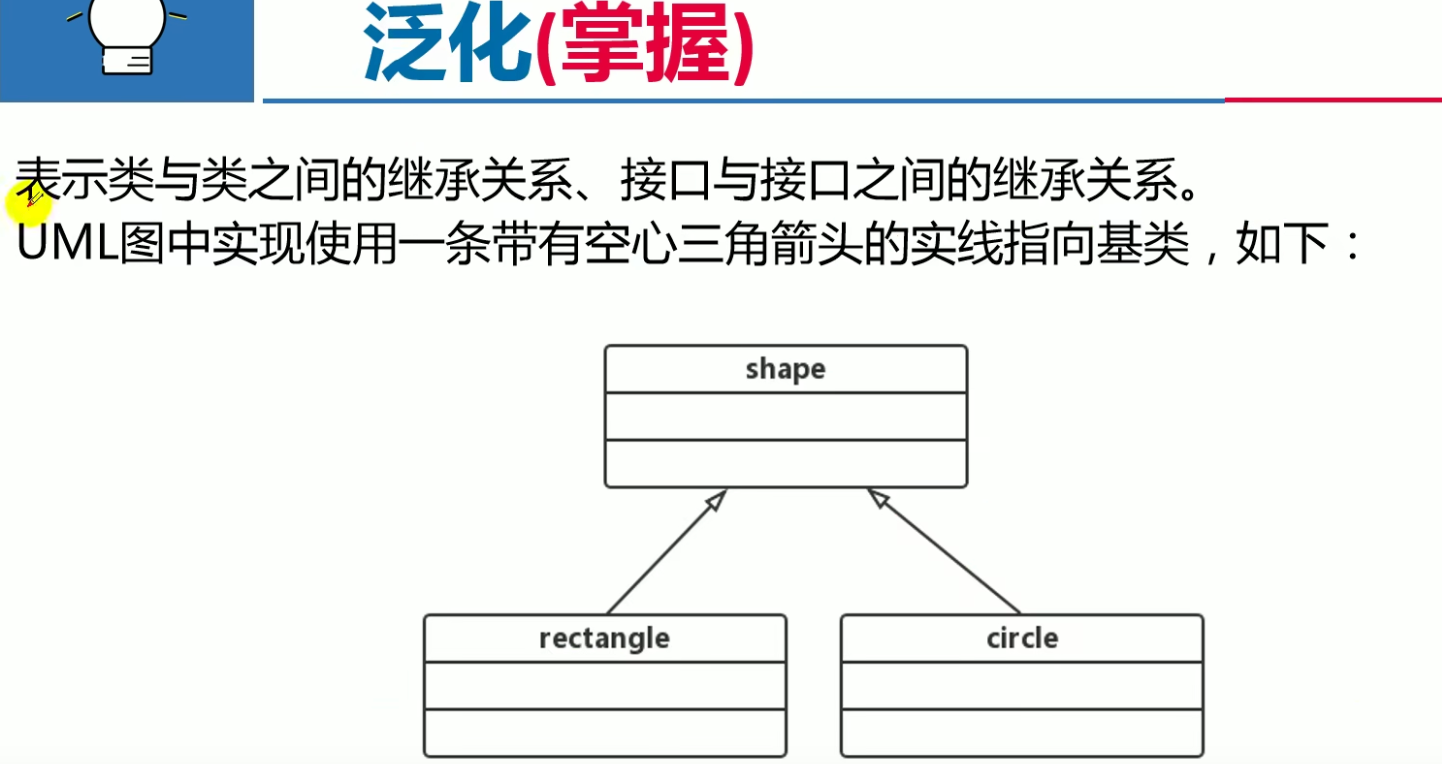 泛化(掌握)
表示类与类之间的继承关系、接口与接口之间的继承关系。
UML图中实现使用一条带有空心三角箭头的实线指向基类，如下：
shape
rectangle
circle